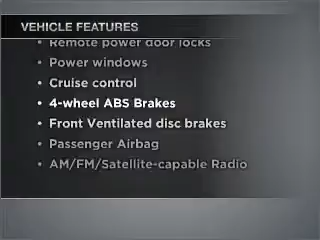 VEHICLE FEATURES
• Remote power door locks
• Power windows
• Cruise control
• 4-wheel ABS Brakes
• Front Ventilated disc brakes
• Passenger Airbag
• AM/FM/Satellite-capable Radio